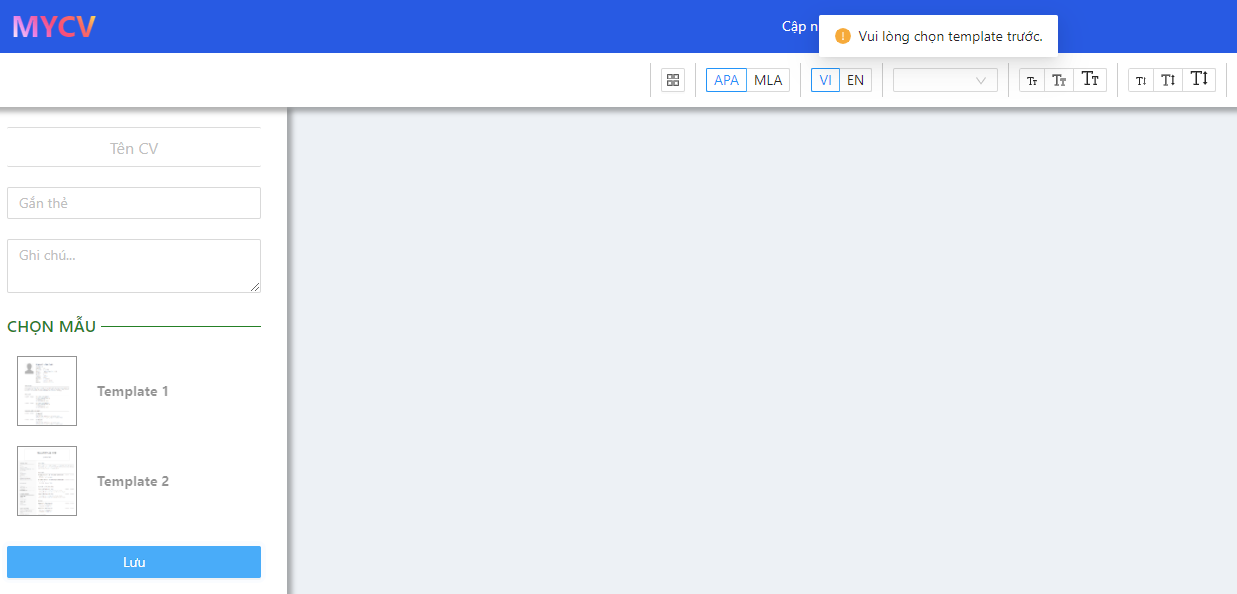 MYCV
Cập n
Vui lòng chọn template trước.
APA MLA VI EN
Tên CV
Gắn thẻ
Ghi chú...
CHỌN MẪU
Template 1
Template 2
Lưu